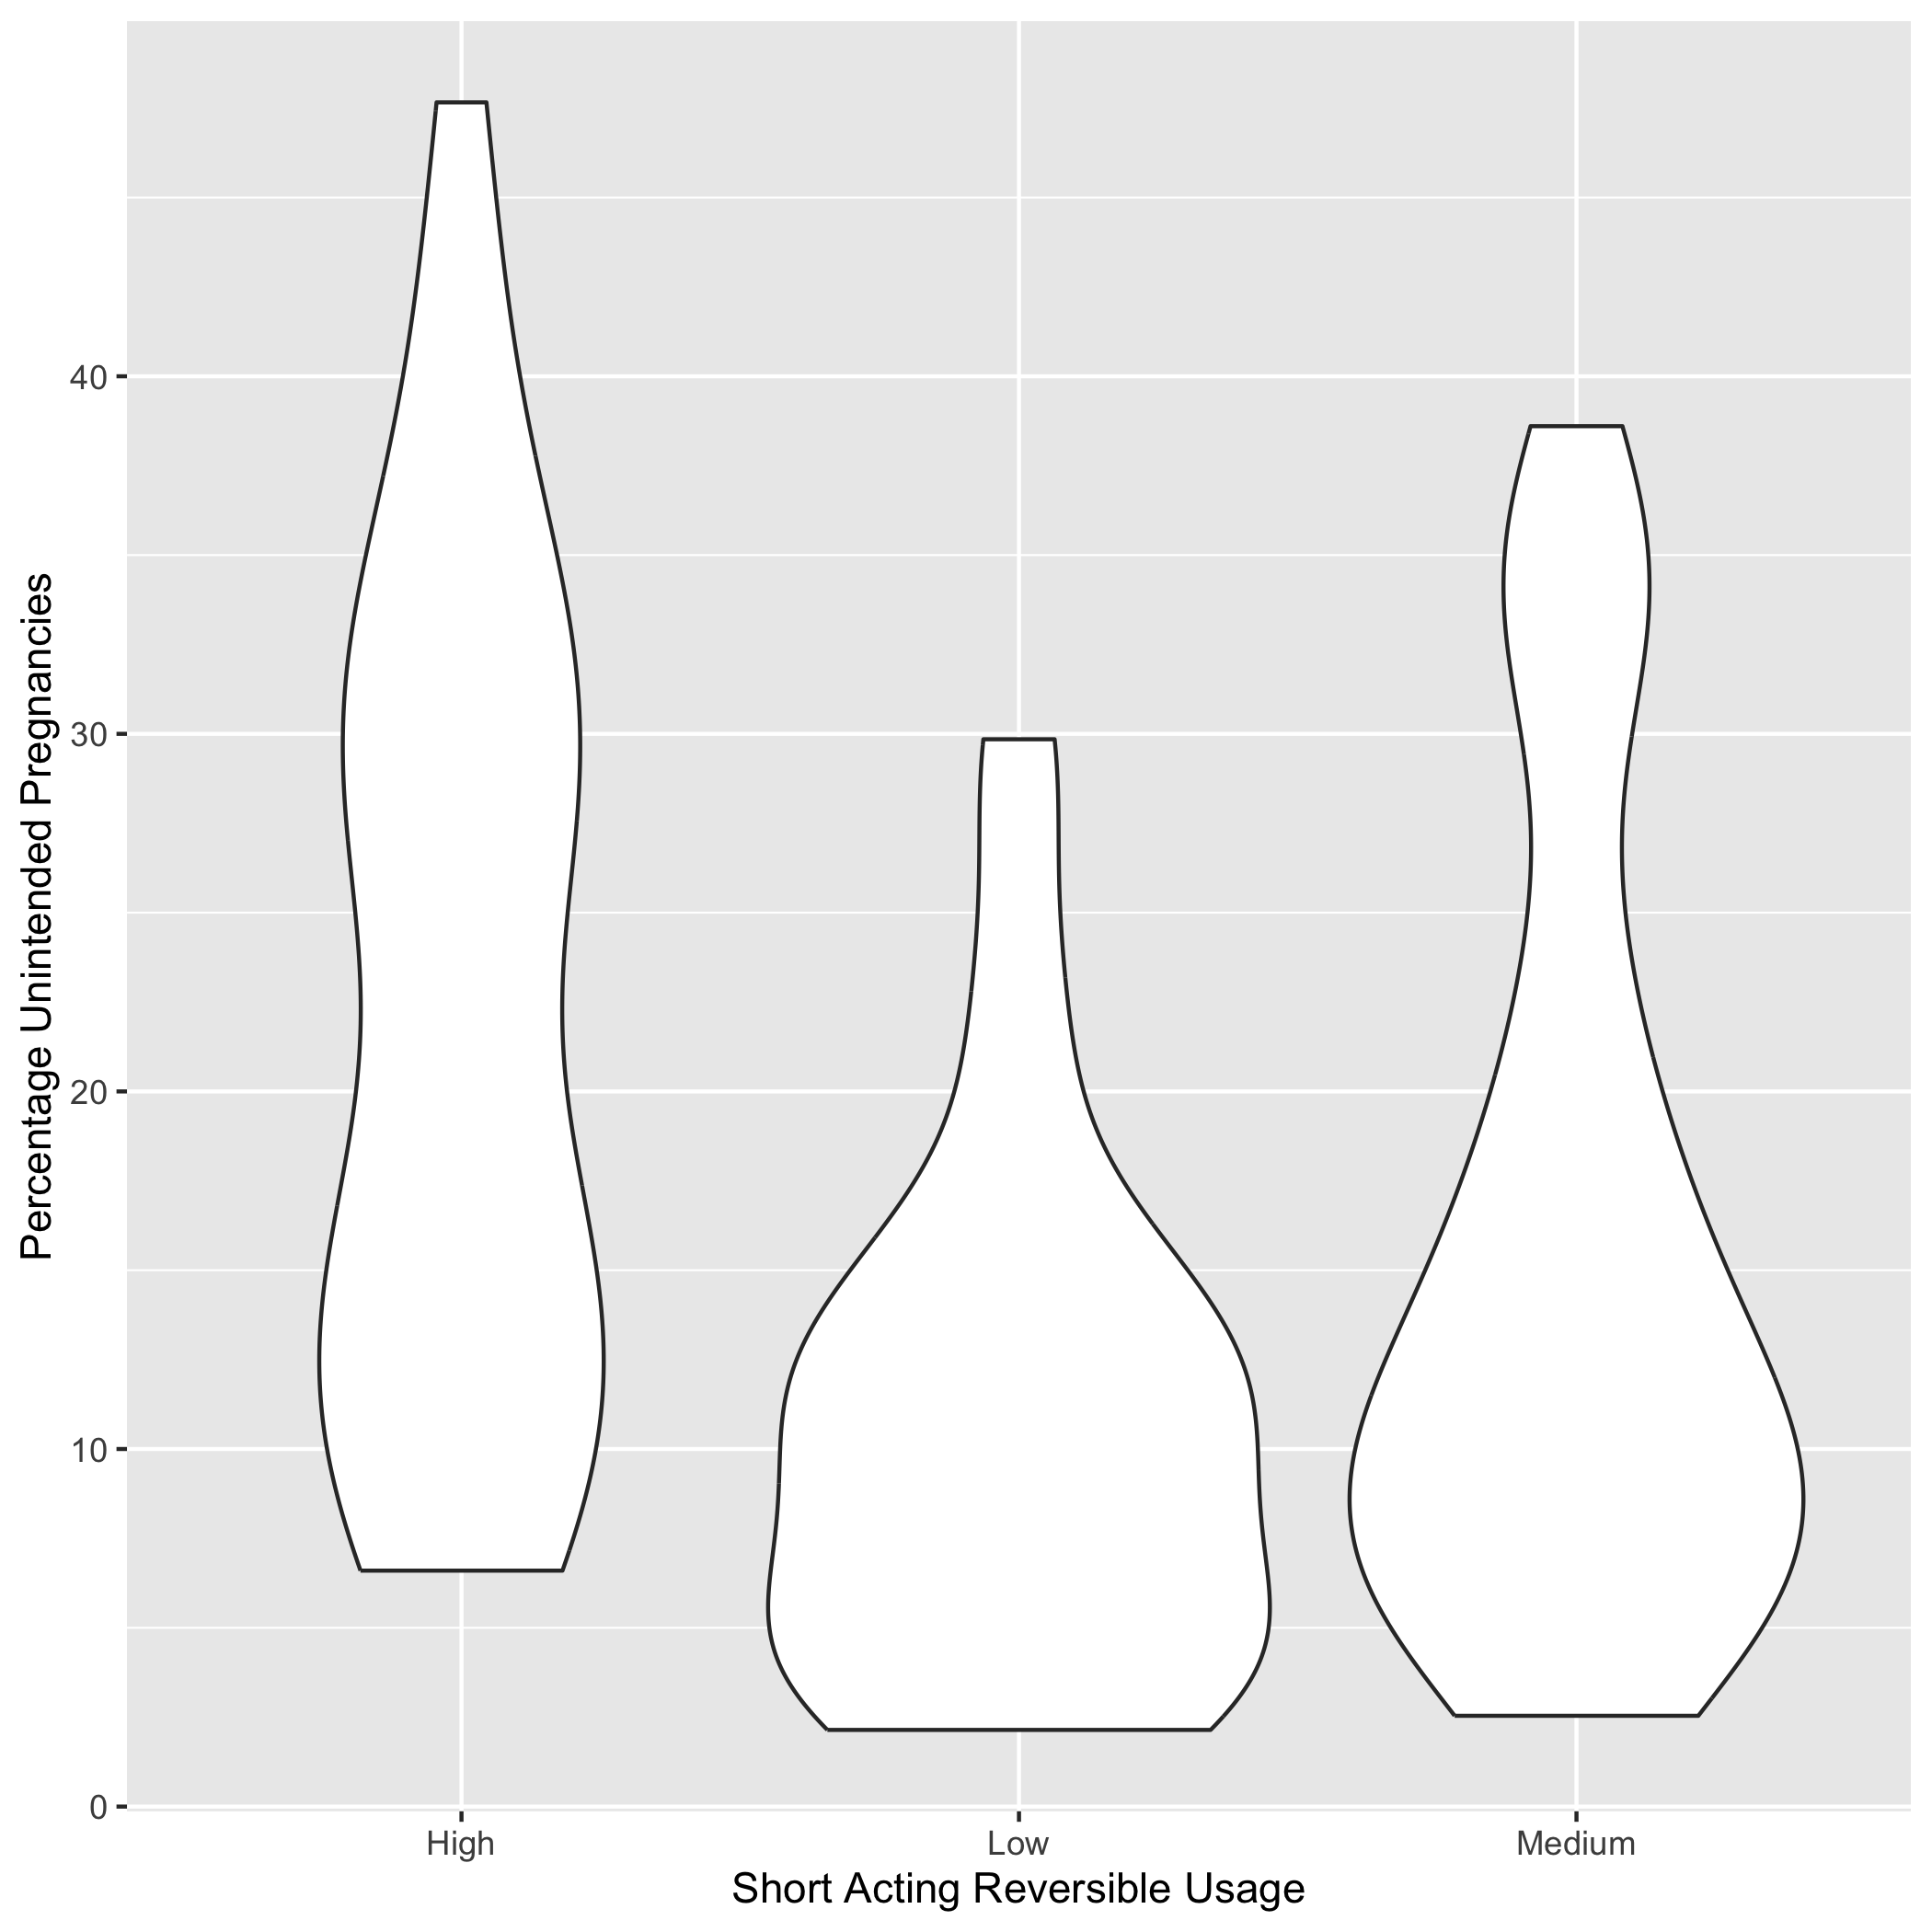 Percentage Unintended Pregnancies
40
30
20
10
0
High Low Medium
Short Acting Reversible Usage